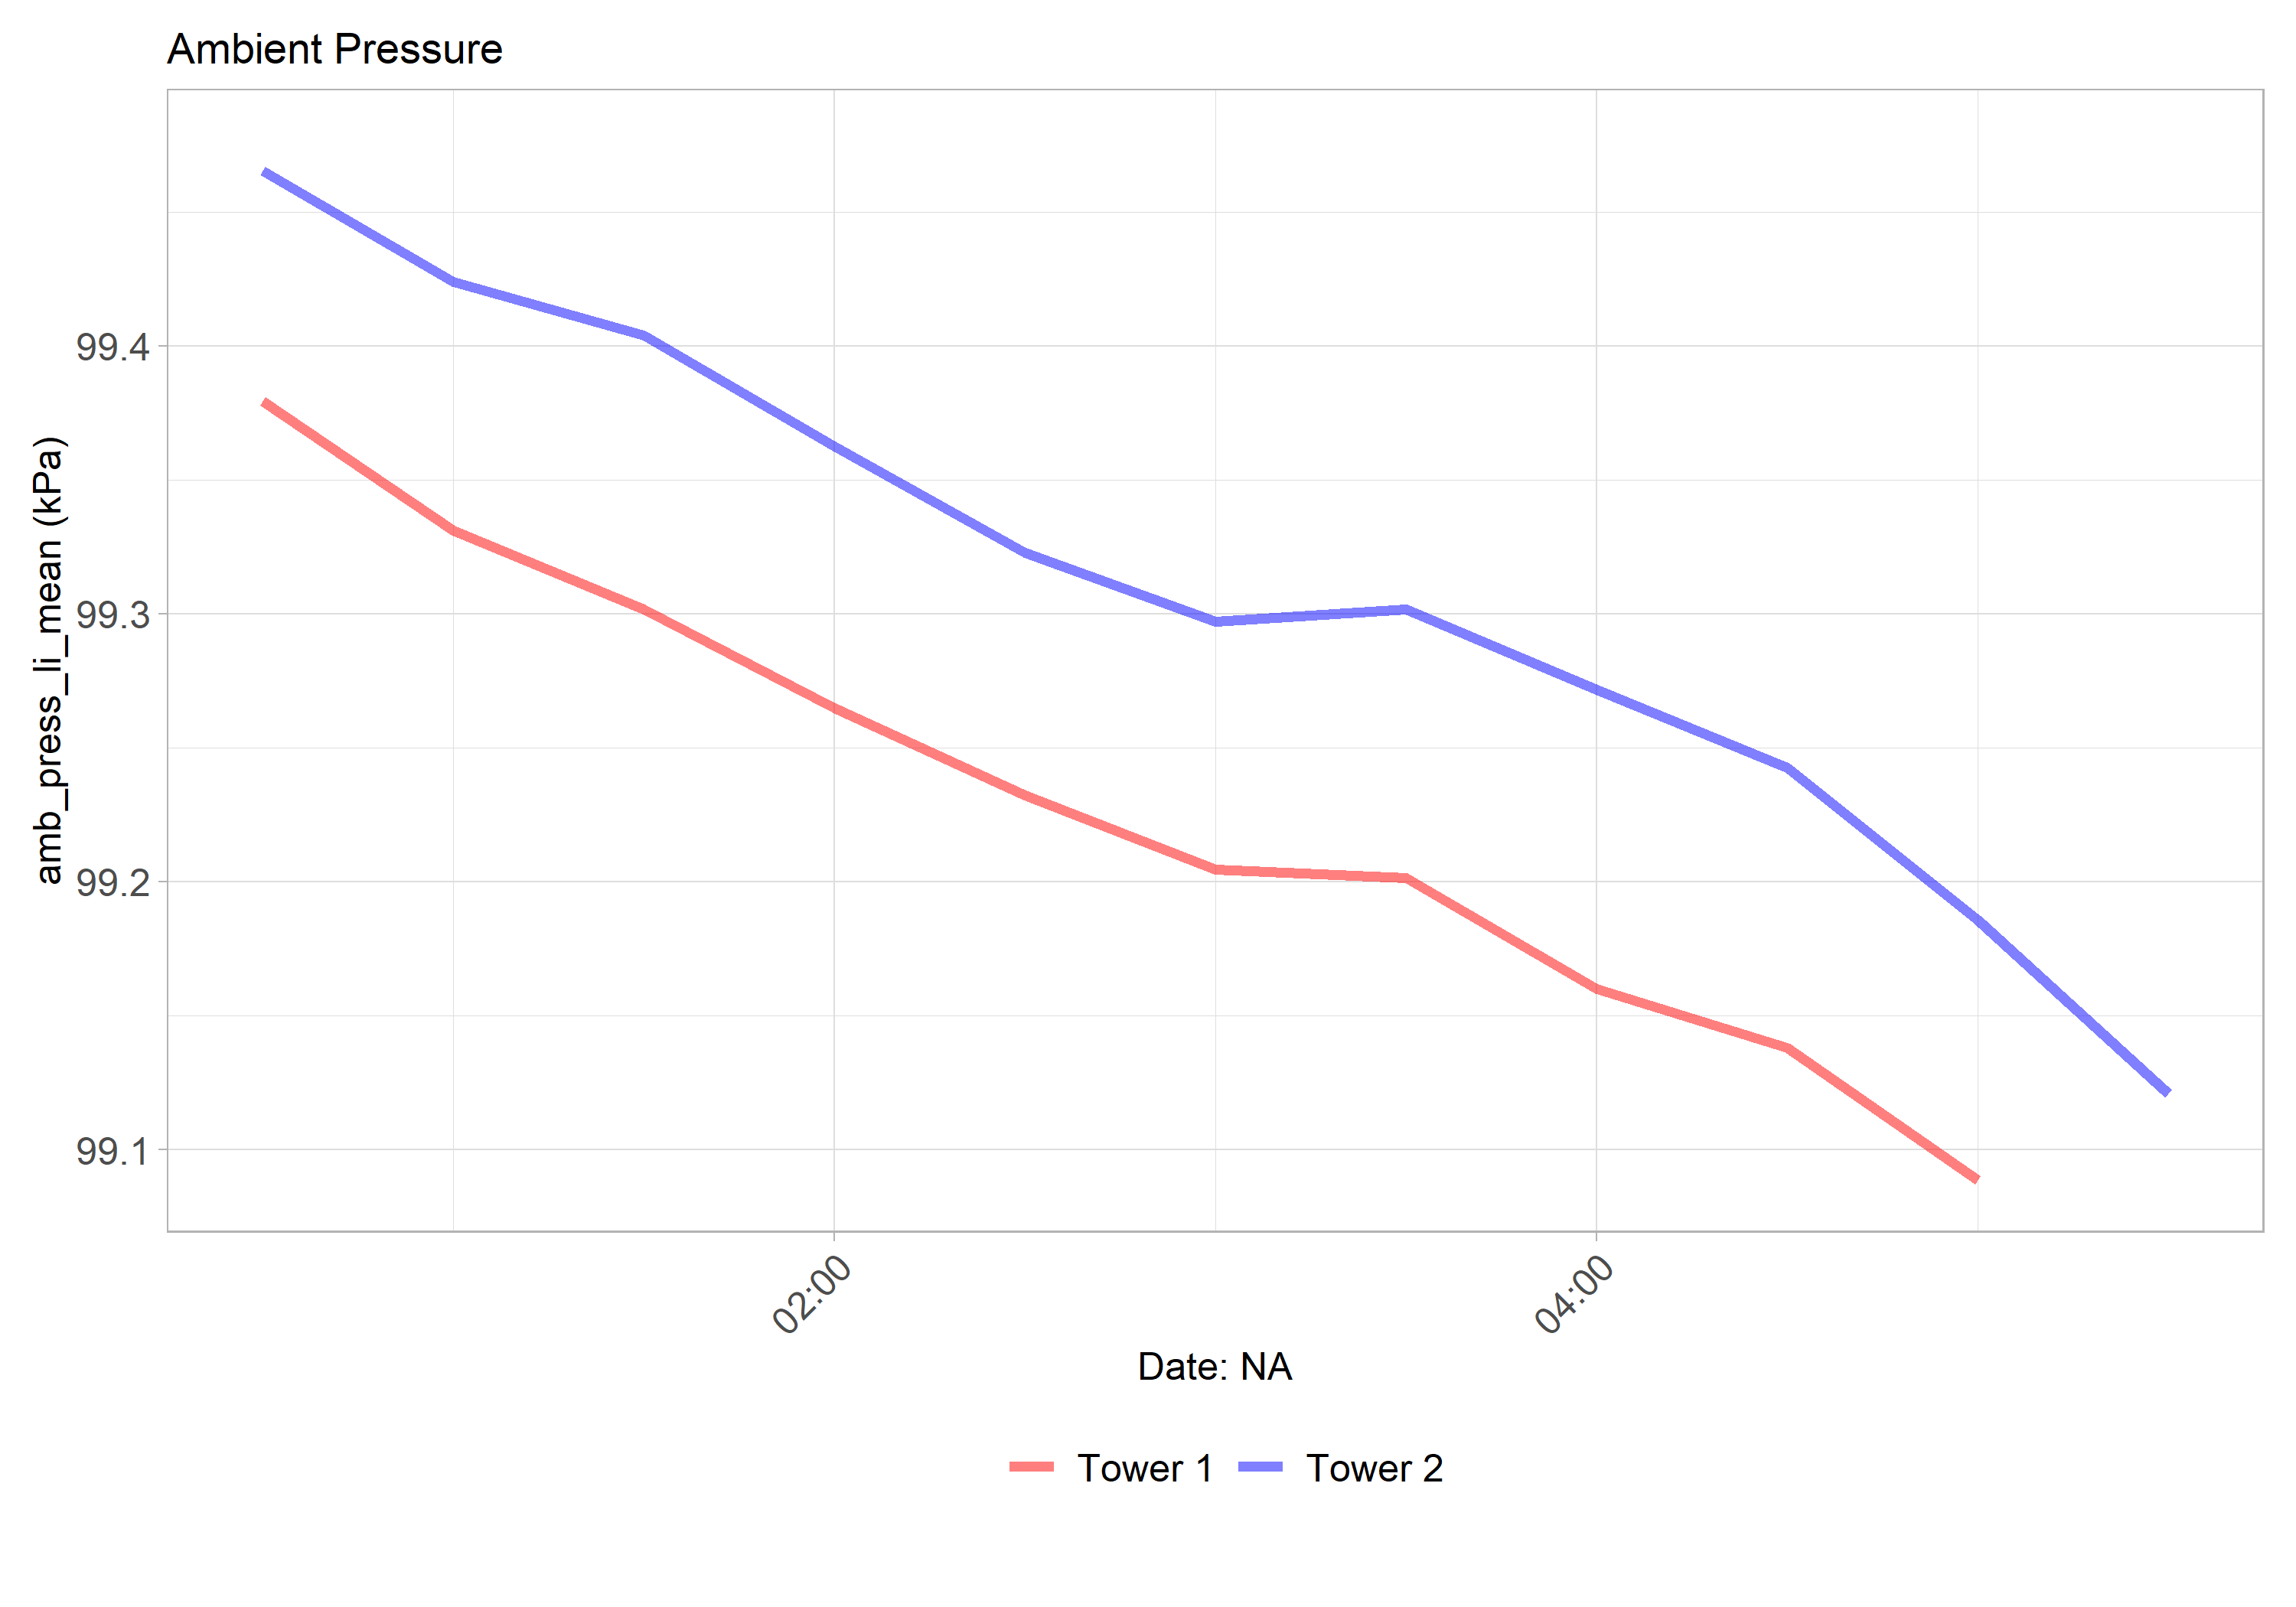 Ambient Pressure
amb_press_li_mean (kPa)
99.4
99.3
99.2
99.1
02:00
04:00
Date: NA
Tower 1
Tower 2